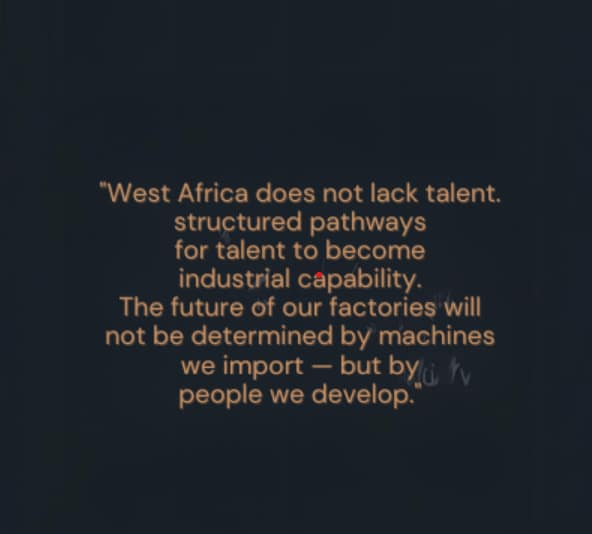 "West Africa does not lack talent.
structured pathways
for talent to become
industrial capability.
The future of our factories will
not be determined by machines
we import — but by
people we develop."